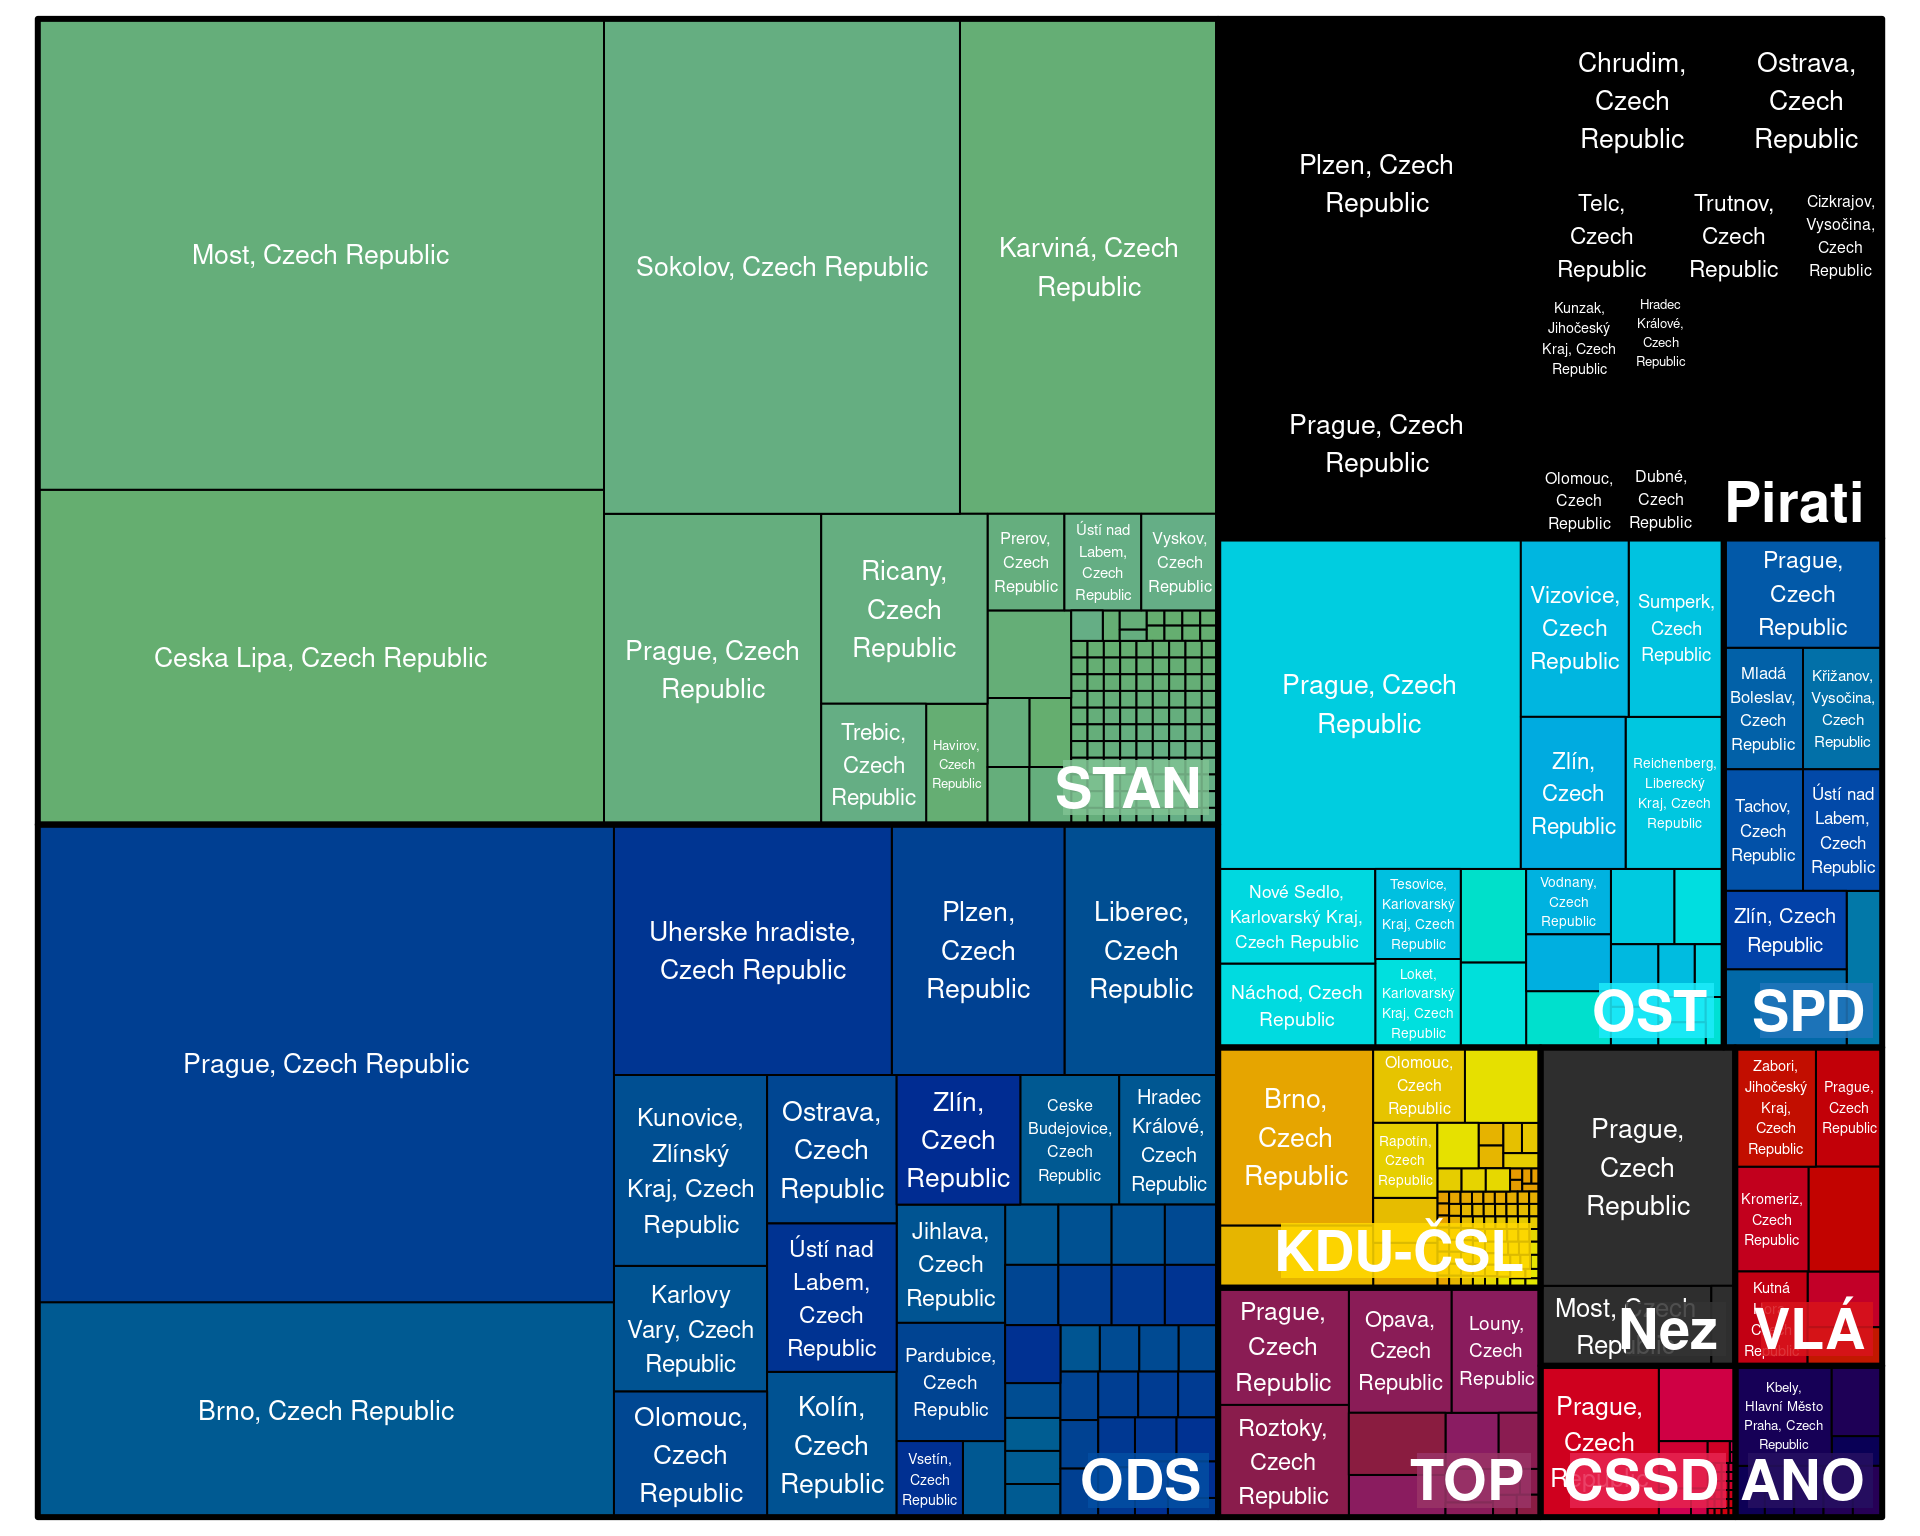 Most, Czech Republic
Ceska Lipa, Czech Republic
Sokolov, Czech Republic
Karviná, Czech
Republic
Prague, Czech
Republic
Ricany,
Czech
Republic
Trebic,
Czech
Republic
Havirov,
Czech
Republic
Prerov,
Czech
Republic
Ústí nad
Labem,
Czech
Republic
Vyskov,
Czech
Republic
STAN
Prague, Czech Republic
Brno, Czech Republic
Uherske hradiste,
Czech Republic
Plzen,
Czech
Republic
Liberec,
Czech
Republic
Kunovice,
Zlínský
Kraj, Czech
Republic
Karlovy
Vary, Czech
Republic
Olomouc,
Czech
Republic
Ostrava,
Czech
Republic
Ústí nad
Labem,
Czech
Republic
Kolín,
Czech
Republic
Zlín,
Czech
Republic
Ceske
Budejovice,
Czech
Republic
Hradec
Králové,
Czech
Republic
Jihlava,
Czech
Republic
Pardubice,
Czech
Republic
Vsetín,
Czech
Republic
ODS
Plzen, Czech
Republic
Prague, Czech
Republic
Chrudim,
Czech
Republic
Ostrava,
Czech
Republic
Telc,
Czech
Republic
Trutnov,
Czech
Republic
Cizkrajov,
Vysočina,
Czech
Republic
Kunzak,
Jihočeský
Kraj, Czech
Republic
Hradec
Králové,
Czech
Republic
Olomouc,
Czech
Republic
Dubné,
Czech
Republic
Pirati
Prague, Czech
Republic
Vizovice,
Czech
Republic
Sumperk,
Czech
Republic
Zlín,
Czech
Republic
Reichenberg,
Liberecký
Kraj, Czech
Republic
Nové Sedlo,
Karlovarský Kraj,
Czech Republic
Náchod, Czech
Republic
Tesovice,
Karlovarský
Kraj, Czech
Republic
Loket,
Karlovarský
Kraj, Czech
Republic
Vodnany,
Czech
Republic
OST
Prague,
Czech
Republic
Mladá
Boleslav,
Czech
Republic
Křižanov,
Vysočina,
Czech
Republic
Tachov,
Czech
Republic
Ústí nad
Labem,
Czech
Republic
Zlín, Czech
Republic
SPD
Brno,
Czech
Republic
Olomouc,
Czech
Republic
Rapotín,
Czech
Republic
KDU-ČSL
Prague,
Czech
Republic
Most, Czech
Republic
Nez
Zabori,
Jihočeský
Kraj,
Czech
Republic
Prague,
Czech
Republic
Kromeriz,
Czech
Republic
Kutná
Hora,
Czech
Republic
VLÁ
Prague,
Czech
Republic
Roztoky,
Czech
Republic
Opava,
Czech
Republic
Louny,
Czech
Republic
TOP
Prague,
Czech
Republic
CSSD
Kbely,
Hlavní Město
Praha, Czech
Republic
ANO